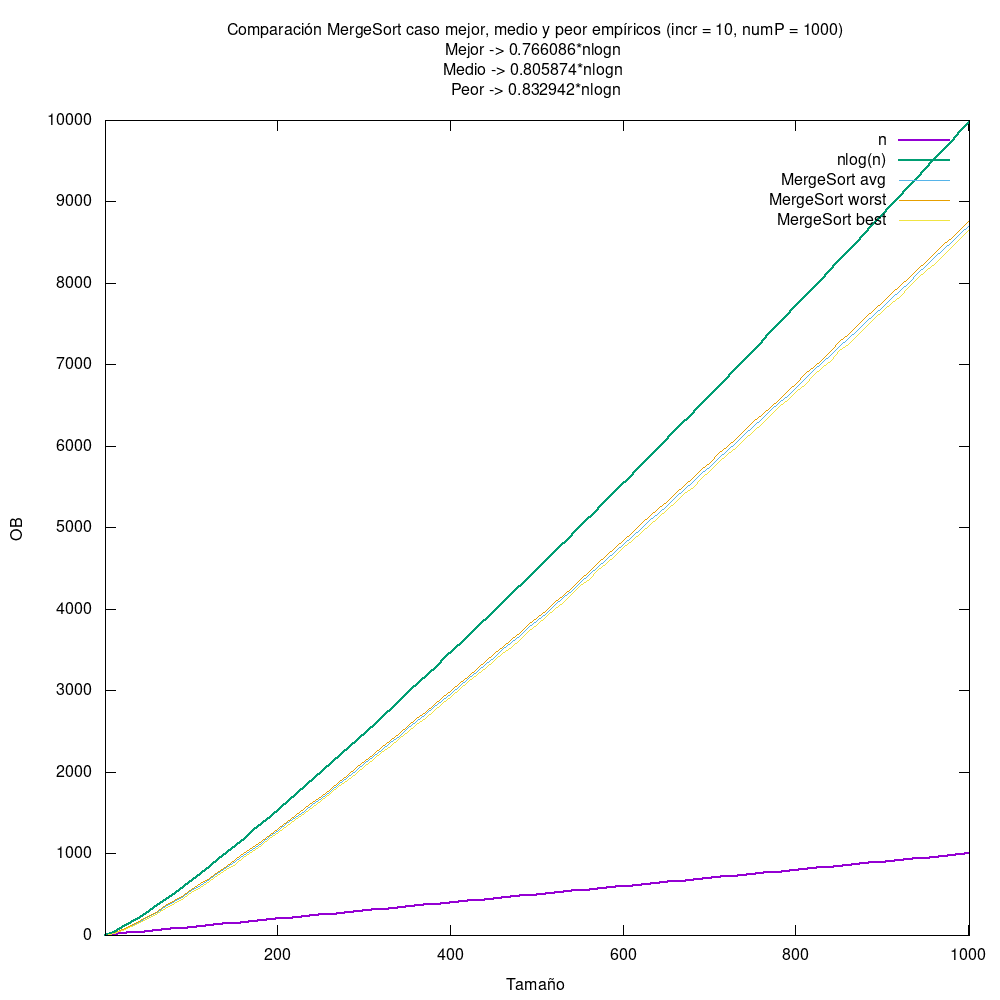 Comparación MergeSort caso mejor, medio y peor empíricos (incr = 10, numP = 1000)
Mejor -> 0.766086*nlogn
Medio -> 0.805874*nlogn
Peor -> 0.832942*nlogn
n
nlog(n)
MergeSort avg
MergeSort worst
MergeSort best
10000
9000
8000
7000
6000
5000
4000
3000
2000
1000
0
OB
200
400
600
800
1000
Tamaño